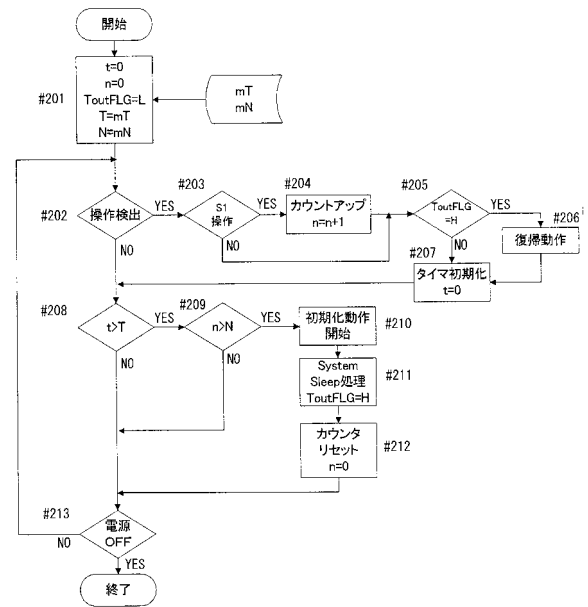 開始
#201
t=0
n=0
ToutFLG=L
T=mT
N=mN
mT
mN
#202
操作検出
YES
NO
#203
S1
操作
YES
NO
#204
カウントアップ
n=n+1
#205
ToutFLG
=H
YES
NO
#206
復帰動作
#207
タイマ初期化
t=0
#208
t>T
YES
NO
#209
n>N
YES
NO
初期化動作
開始
#210
System
Sleep処理
ToutFLG=H
#211
カウンタ
リセット
n=0
#212
#213
電源
OFF
NO
YES
終了